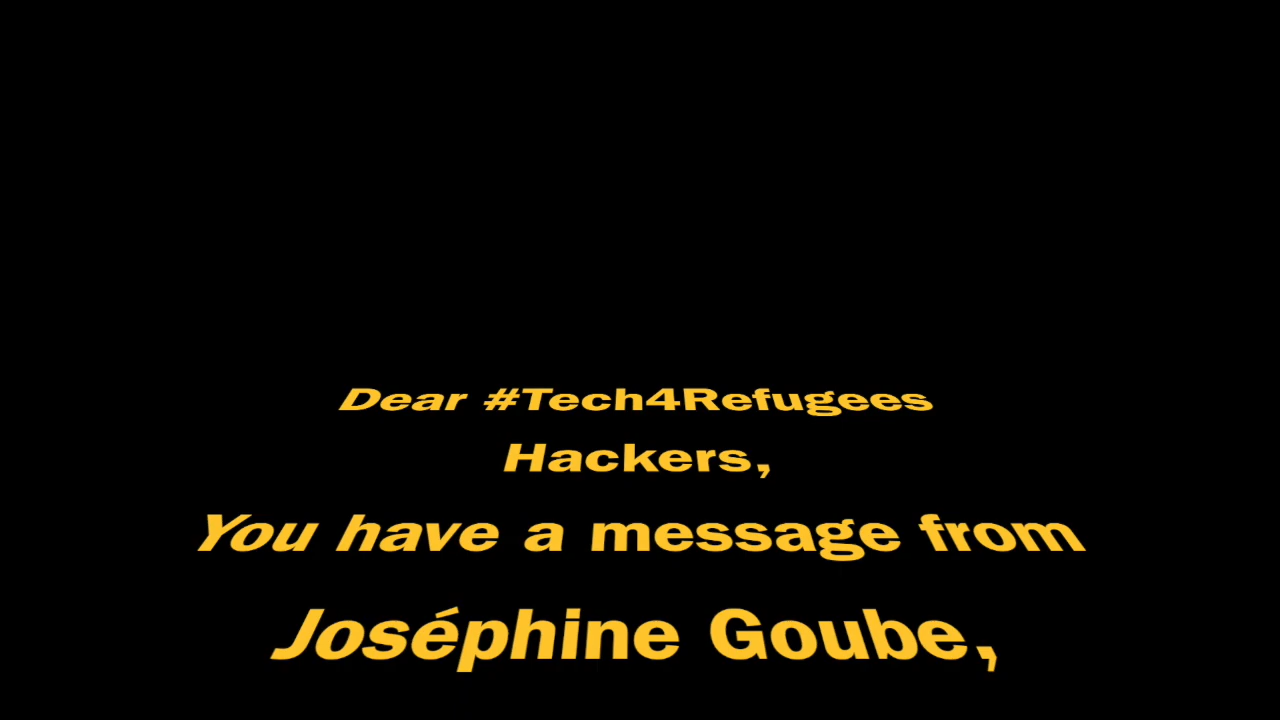 Dear #Tech4Refugees
Hackers,
You have a message from
Joséphine Goube,